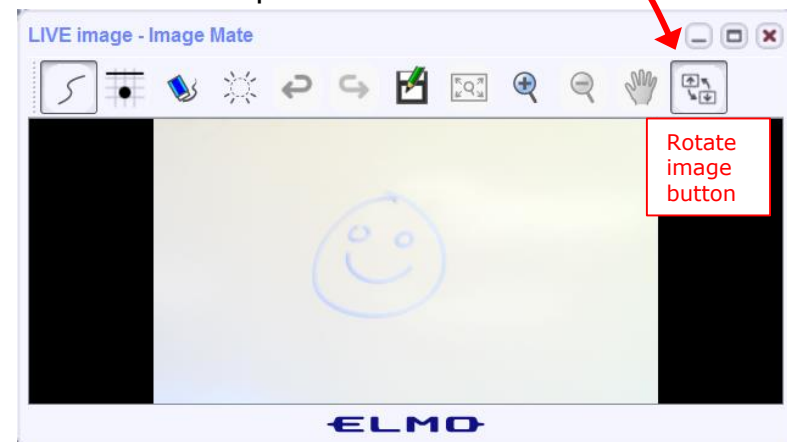 LIVE image - Image Mate
Rotate
image
button
ELMO